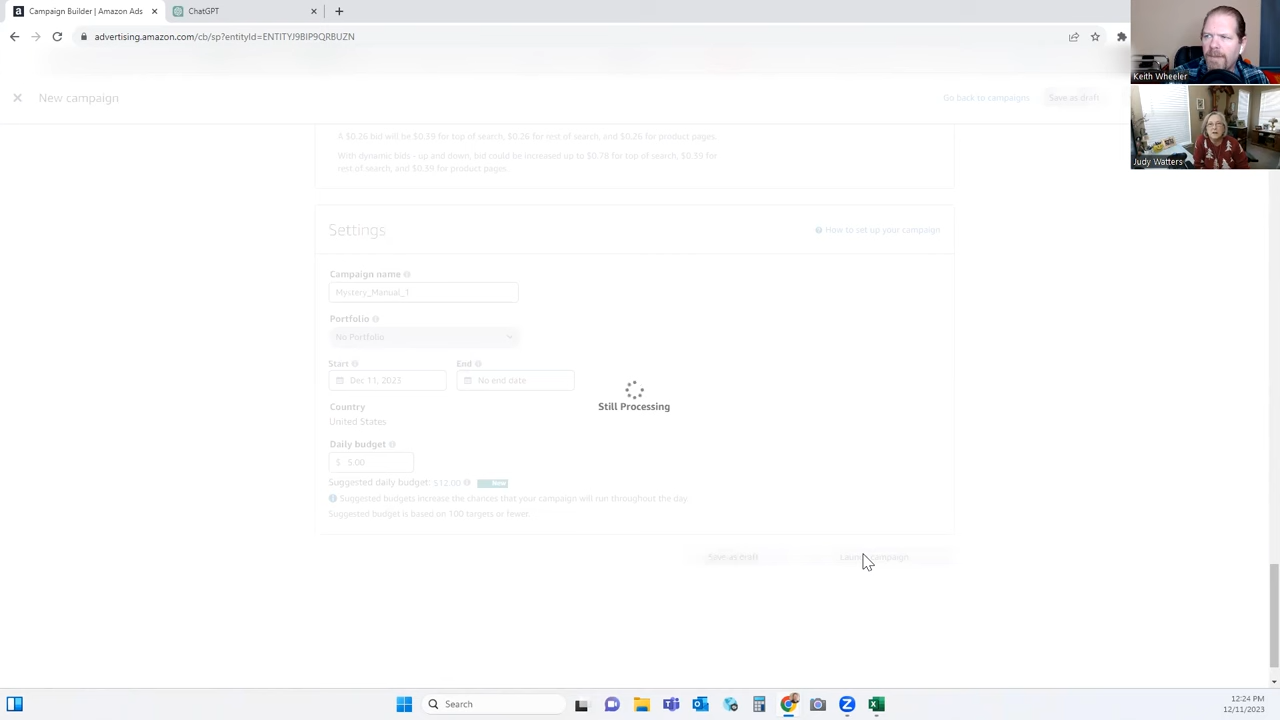 Campaign Builder | Amazon Ads
ChatGPT
advertising.amazon.com/cb/sp?entityId=ENTITYJ9BIP9QRBUZN
Keith Wheeler
Judy Watters
New campaign
Go back to campaigns
Save as draft
A $0.26 bid will be $0.39 for top of search, $0.26 for rest of search, and $0.26 for product pages.
With dynamic bids - up and down, bid could be increased up to $0.78 for top of search, $0.39 for
rest of search, and $0.39 for product pages.
Settings
How to set up your campaign
Campaign name
Mystery_Manual_1
Portfolio
No Portfolio
Start
End
Dec 11, 2023
No end date
Still Processing
Country
United States
Daily budget
$ 5.00
Suggested daily budget: $12.00
New
Suggested budgets increase the chances that your campaign will run throughout the day.
Suggested budget is based on 100 targets or fewer.
Save as draft
Launch campaign
Search
12:24 PM
12/11/2023